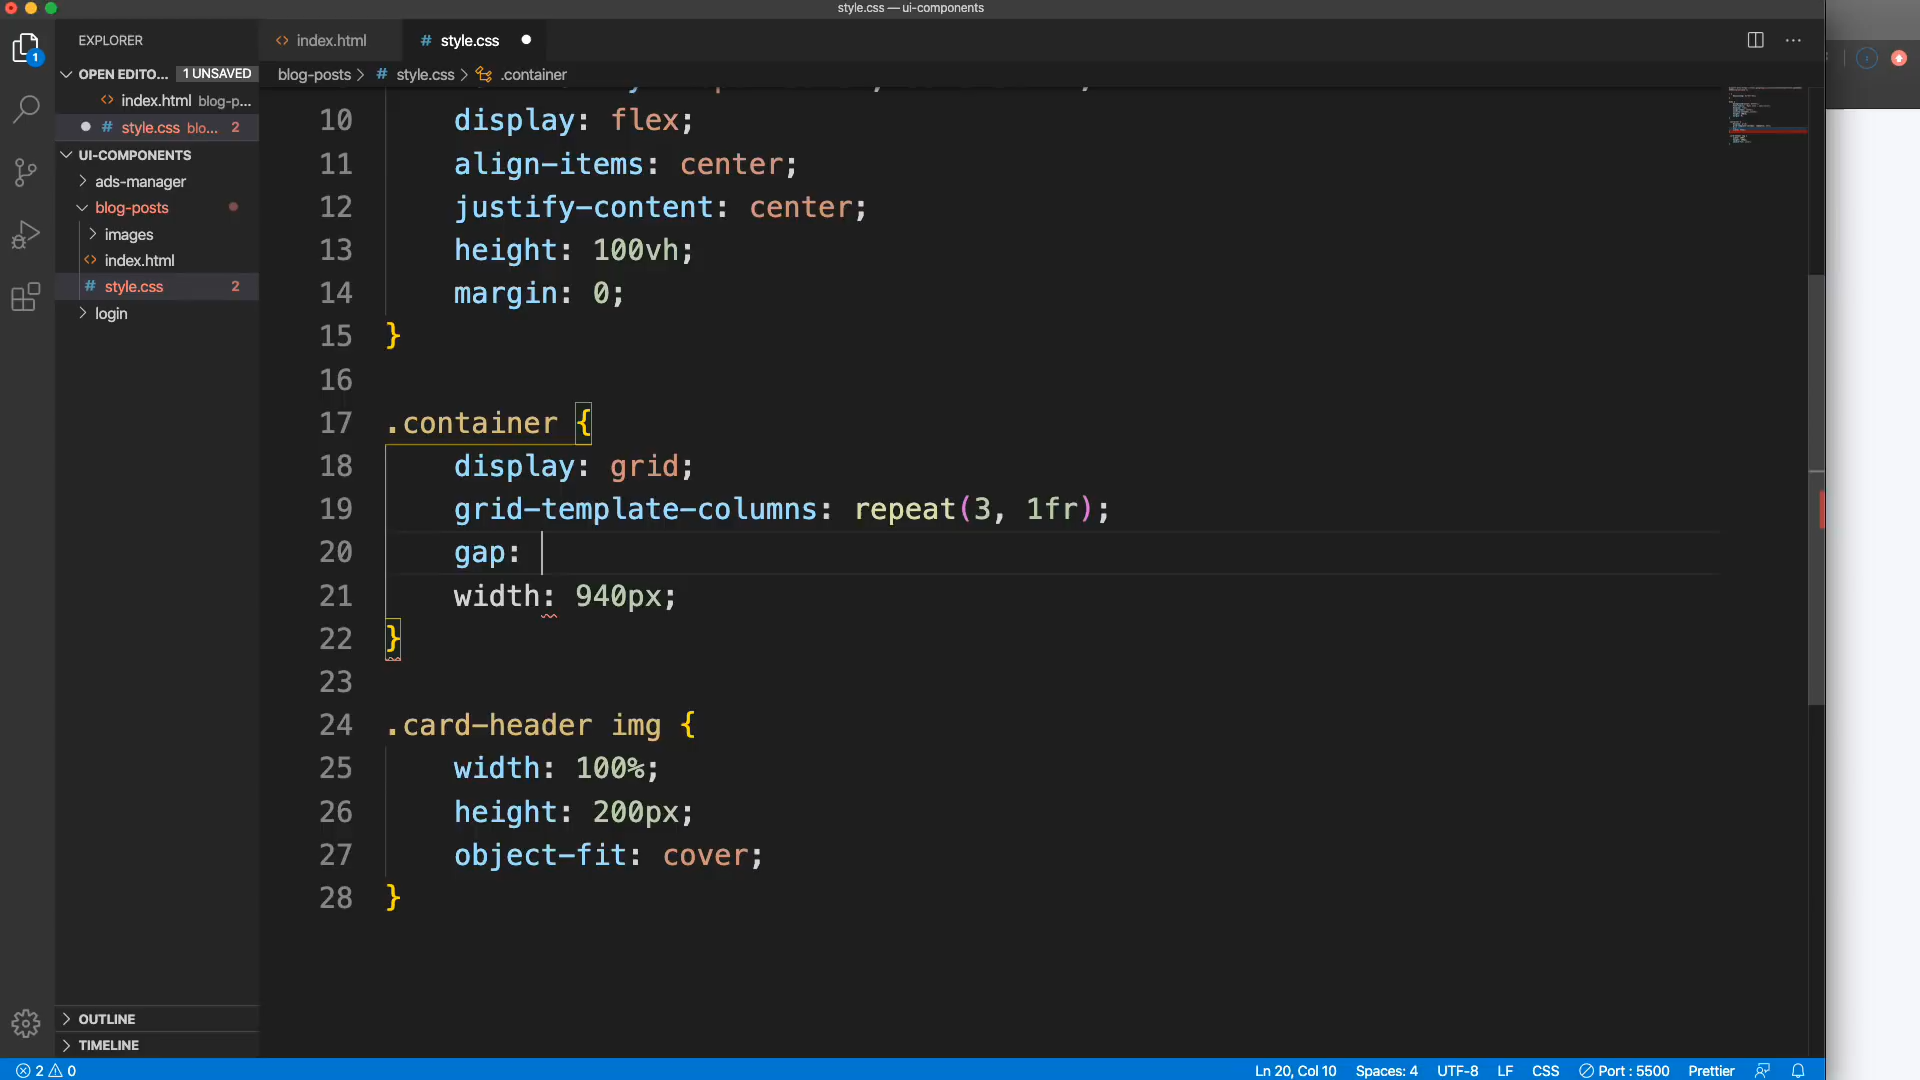 style.css — ui-components
EXPLORER
index.html
# style.css
1
OPEN EDITO... 1 UNSAVED
blog-posts > # style.css > .container
index.html blog-p...
# style.css blo... 2
UI-COMPONENTS
ads-manager
blog-posts
images
index.html
# style.css 2
login
10 display: flex;
11 align-items: center;
12 justify-content: center;
13 height: 100vh;
14 margin: 0;
15 }
16
17 .container {
18 display: grid;
19 grid-template-columns: repeat(3, 1fr);
20 gap:
21 width: 940px;
22 }
23
24 .card-header img {
25 width: 100%;
26 height: 200px;
27 object-fit: cover;
28 }
OUTLINE
TIMELINE
2 0 Ln 20, Col 10 Spaces: 4 UTF-8 LF CSS Port : 5500 Prettier